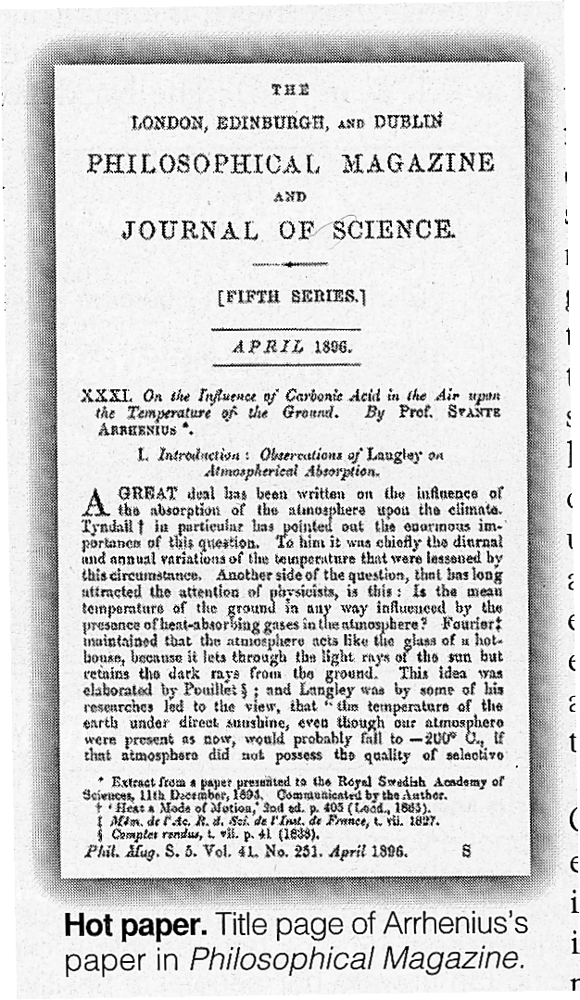 THE
LONDON, EDINBURGH, AND DUBLIN
PHILOSOPHICAL MAGAZINE
AND
JOURNAL OF SCIENCE.
[FIFTH SERIES.]
APRIL 1896.
XXXI. On the Influence of Carbonic Acid in the Air upon
the Temperature of the Ground. By Prof. SVANTE
ARRHENIUS *.
I. Introduction : Observations of Langley on
Atmospherical Absorption.
A GREAT deal has been written on the influence of
the absorption of the atmosphere upon the climate.
Tyndall † in particular has pointed out the enormous im-
portance of this question. To him it was chiefly the diurnal
and annual variations of the temperature that were lessened by
this circumstance. Another side of the question, that has long
attracted the attention of physicists, is this : Is the mean
temperature of the ground in any way influenced by the
presence of heat-absorbing gases in the atmosphere? Fourier‡
maintained that the atmosphere acts like the glass of a hot-
house, because it lets through the light rays of the sun but
retains the dark rays from the ground. This idea was
elaborated by Pouillet § ; and Langley was by some of his
researches led to the view, that "the temperature of the
earth under direct sunshine, even though our atmosphere
were present as now, would probably fall to —200° C., if
that atmosphere did not possess the quality of selective
* Extract from a paper presented to the Royal Swedish Academy of
Sciences, 11th December, Communicated by the Author.
† 'Heat a Mode of Motion,' 2nd ed. p. 405 (Lond.,
‡ Mém. de l'Ac. R. d. Sci. de l'Inst. de France, t. vii. 1827.
§ Comptes rendus, t. vii. p. 41 (1838).
Phil. Mag. S. 5. Vol. 41. No. 251. April 1896. S
Hot paper. Title page of Arrhenius's
paper in Philosophical Magazine.